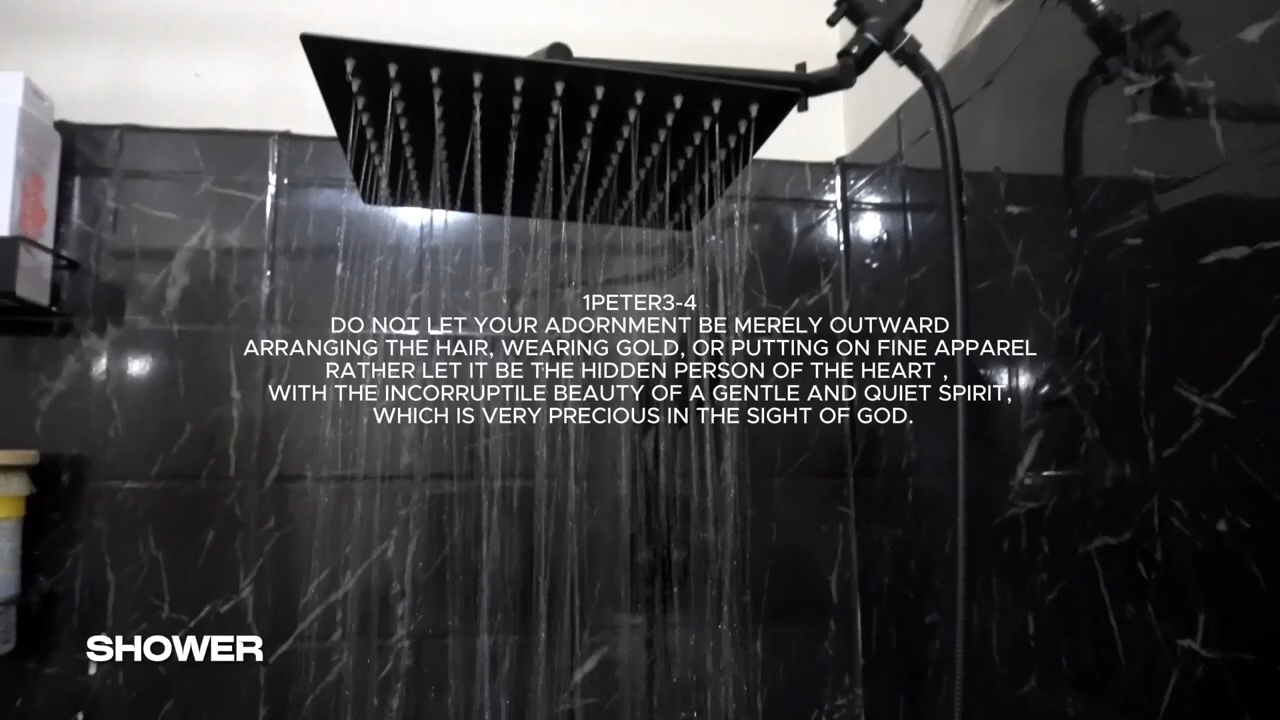 1PETER3-4
DO NOT LET YOUR ADORNMENT BE MERELY OUTWARD
ARRANGING THE HAIR, WEARING GOLD, OR PUTTING ON FINE APPAREL
RATHER LET IT BE THE HIDDEN PERSON OF THE HEART ,
WITH THE INCORRUPTILE BEAUTY OF A GENTLE AND QUIET SPIRIT,
WHICH IS VERY PRECIOUS IN THE SIGHT OF GOD.
SHOWER